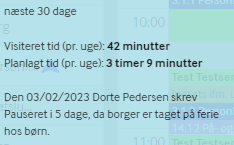 næste 30 dage
10:00
Visiteret tid (pr. uge): 42 minutter
Planlagt tid (pr. uge): 3 timer 9 minutter
Test Testsen
Den 03/02/2023 Dorte Pedersen skrev
Pauseret i 5 dage, da borger er taget på ferie
hos børn.
11:00